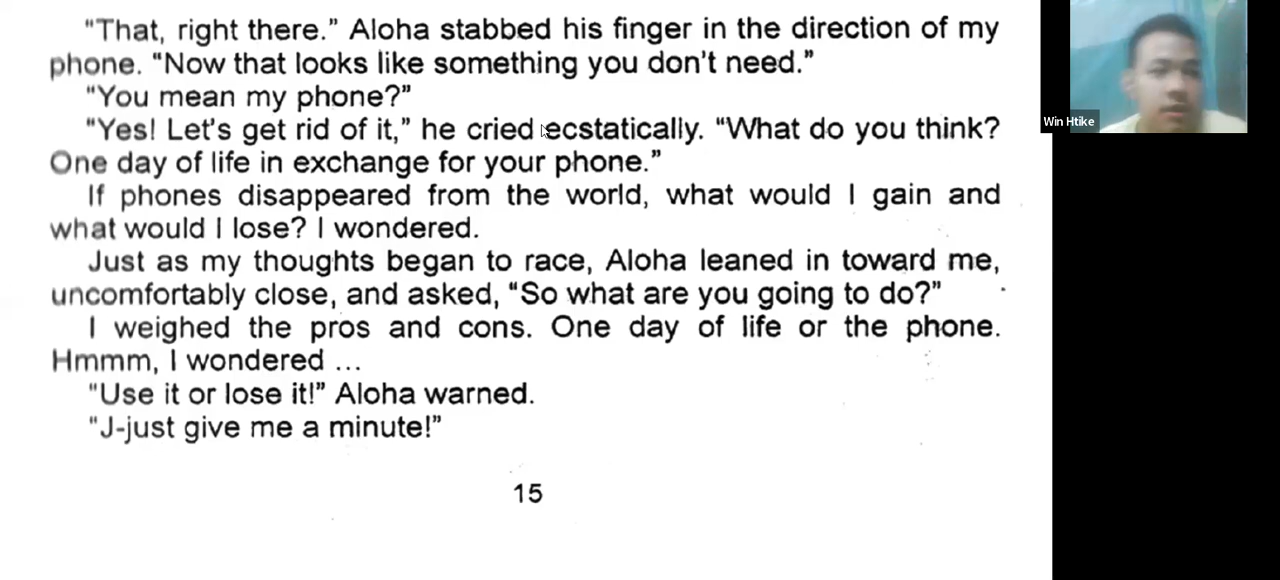 "That, right there." Aloha stabbed his finger in the direction of my
phone. "Now that looks like something you don't need."
"You mean my phone?"
"Yes! Let's get rid of it," he cried ecstatically. "What do you think?
One day of life in exchange for your phone."
If phones disappeared from the world, what would I gain and
what would I lose? I wondered.
Just as my thoughts began to race, Aloha leaned in toward me,
uncomfortably close, and asked, "So what are you going to do?"
I weighed the pros and cons. One day of life or the phone.
Hmmm, I wondered ...
"Use it or lose it!" Aloha warned.
"J-just give me a minute!"
15
Win Htike